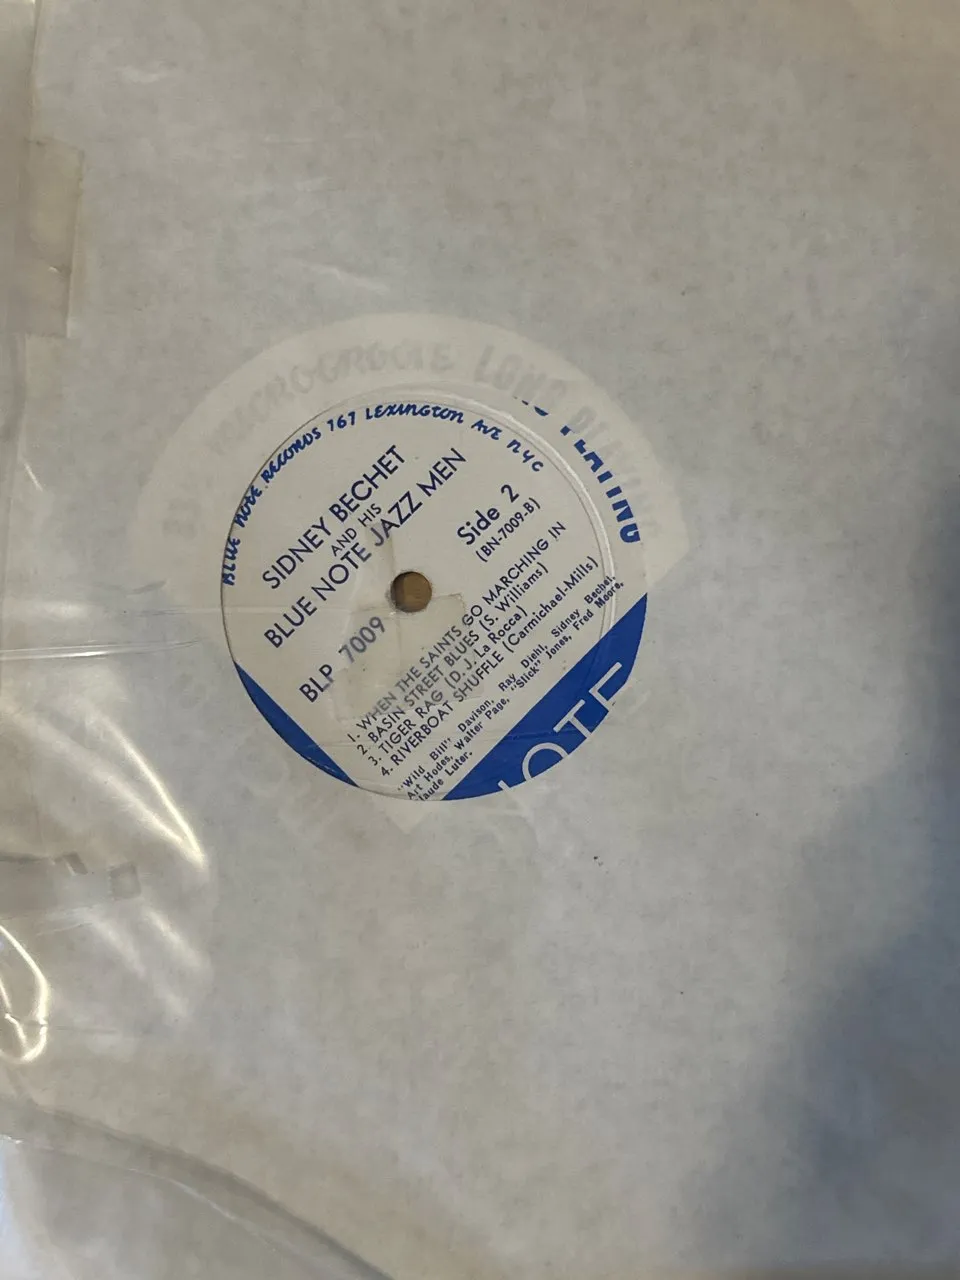 MICROGROOVE LONG PLAYING
BLUE NOTE RECORDS 767 LEXINGTON AVE NYC
SIDNEY BECHET
AND HIS
BLUE NOTE JAZZ MEN
BLP 7009
Side 2
(BN-7009-B)
1. WHEN THE SAINTS GO MARCHING IN
2. BASIN STREET BLUES (S. Williams)
3. TIGER RAG (D.J. La Rocca)
4. RIVERBOAT SHUFFLE (Carmichael-Mills)
"Wild Bill" Davison, Ray Diehl, Sidney Bechet,
Art Hodes, Walter Page, "Slick" Jones, Fred Moore,
laude Luter.
NOTE